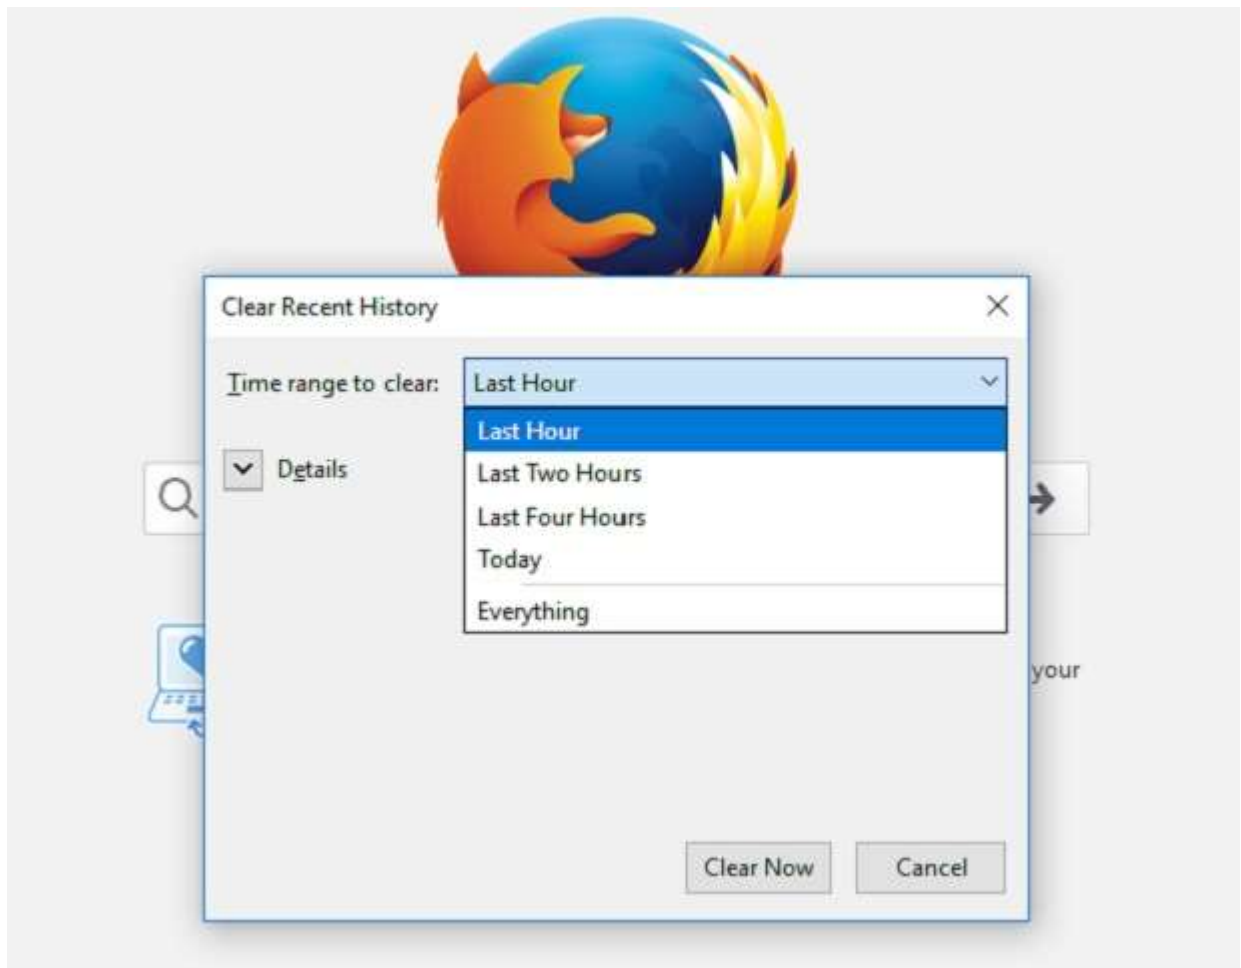 Clear Recent History
Time range to clear: Last Hour
Last Hour
Last Two Hours
Details
Last Four Hours
Today
Everything
your
Clear Now Cancel